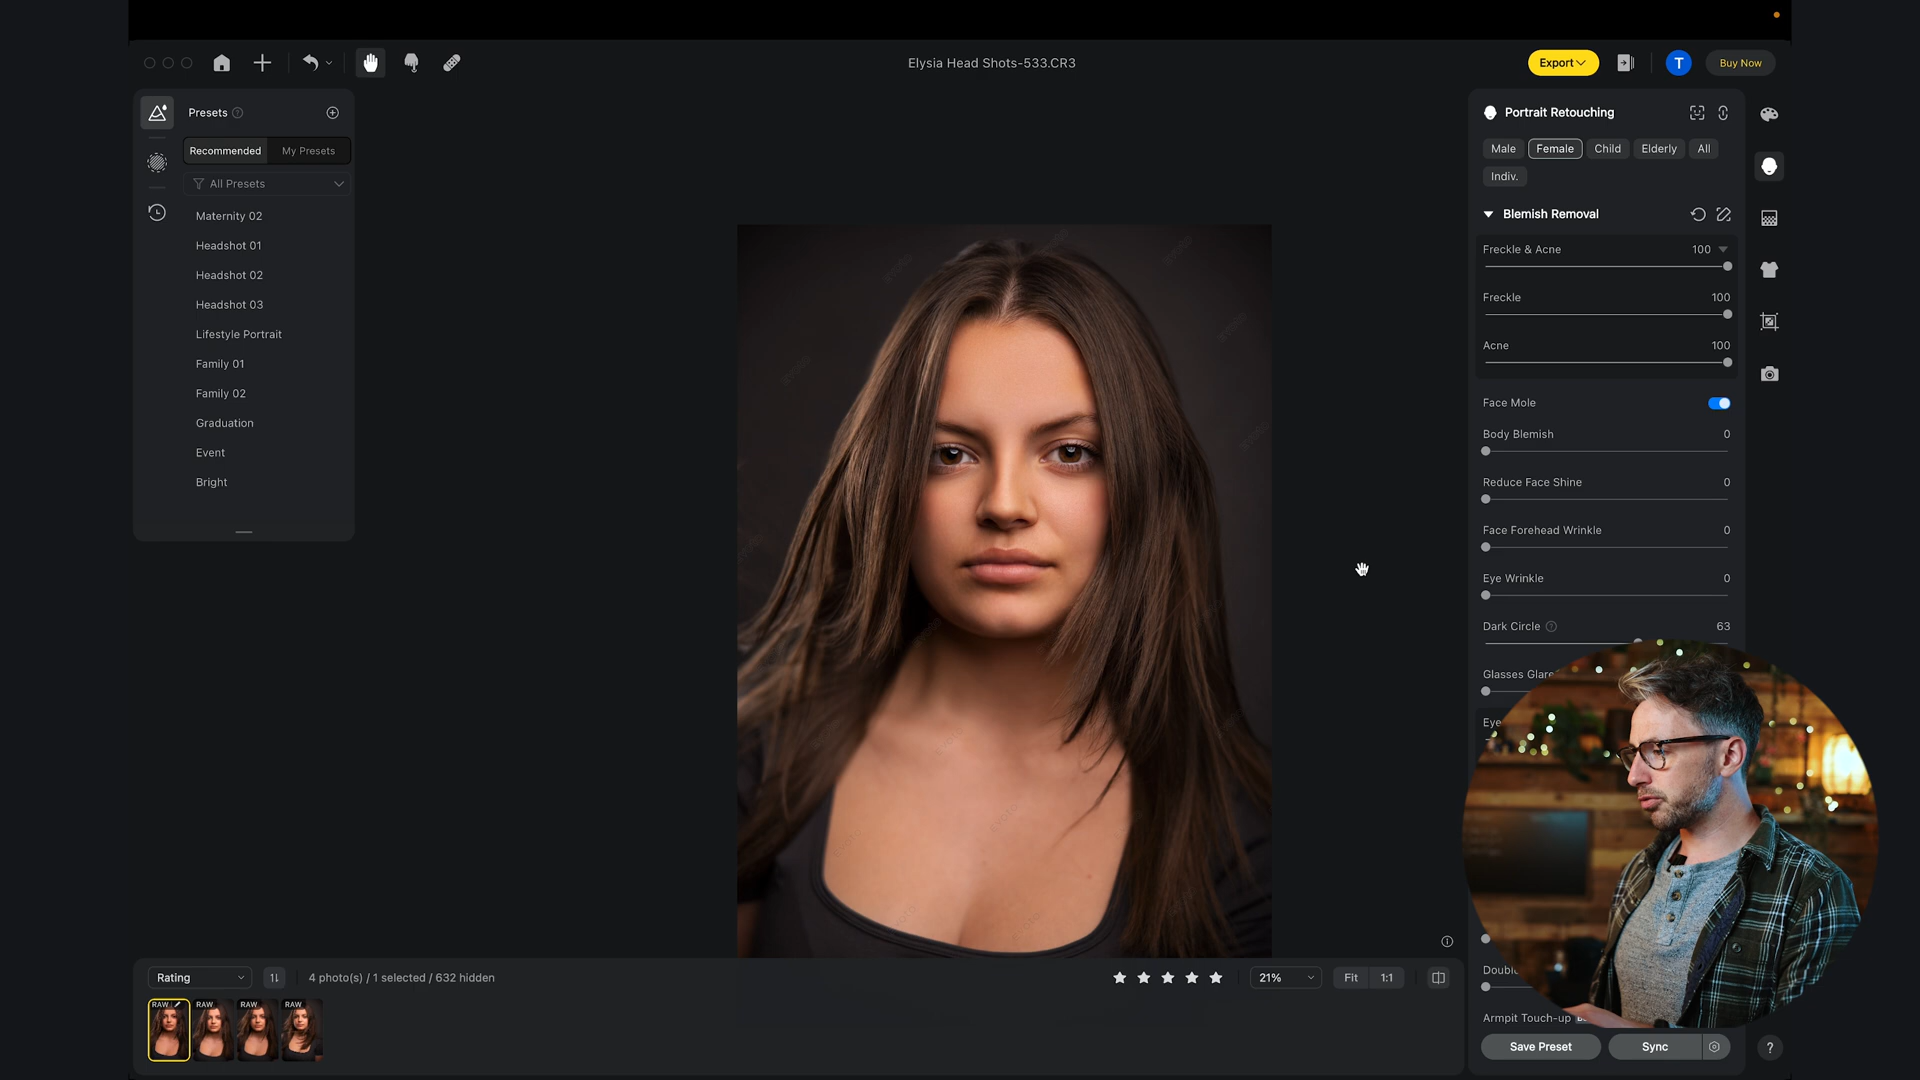 Elysia Head Shots-533.CR3
Export
T
Buy Now
Presets
Recommended
My Presets
All Presets
Maternity 02
Headshot 01
Headshot 02
Headshot 03
Lifestyle Portrait
Family 01
Family 02
Graduation
Event
Bright
Portrait Retouching
Male
Female
Child
Elderly
All
Indiv.
Blemish Removal
Freckle & Acne 100
Freckle 100
Acne 100
Face Mole
Body Blemish 0
Reduce Face Shine 0
Face Forehead Wrinkle 0
Eye Wrinkle 0
Dark Circle 63
Glasses Glare
Eye
Armpit Touch-up
Save Preset
Sync
?
Rating
4 photo(s) / 1 selected / 632 hidden
21%
Fit
1:1
RAW
RAW
RAW
RAW